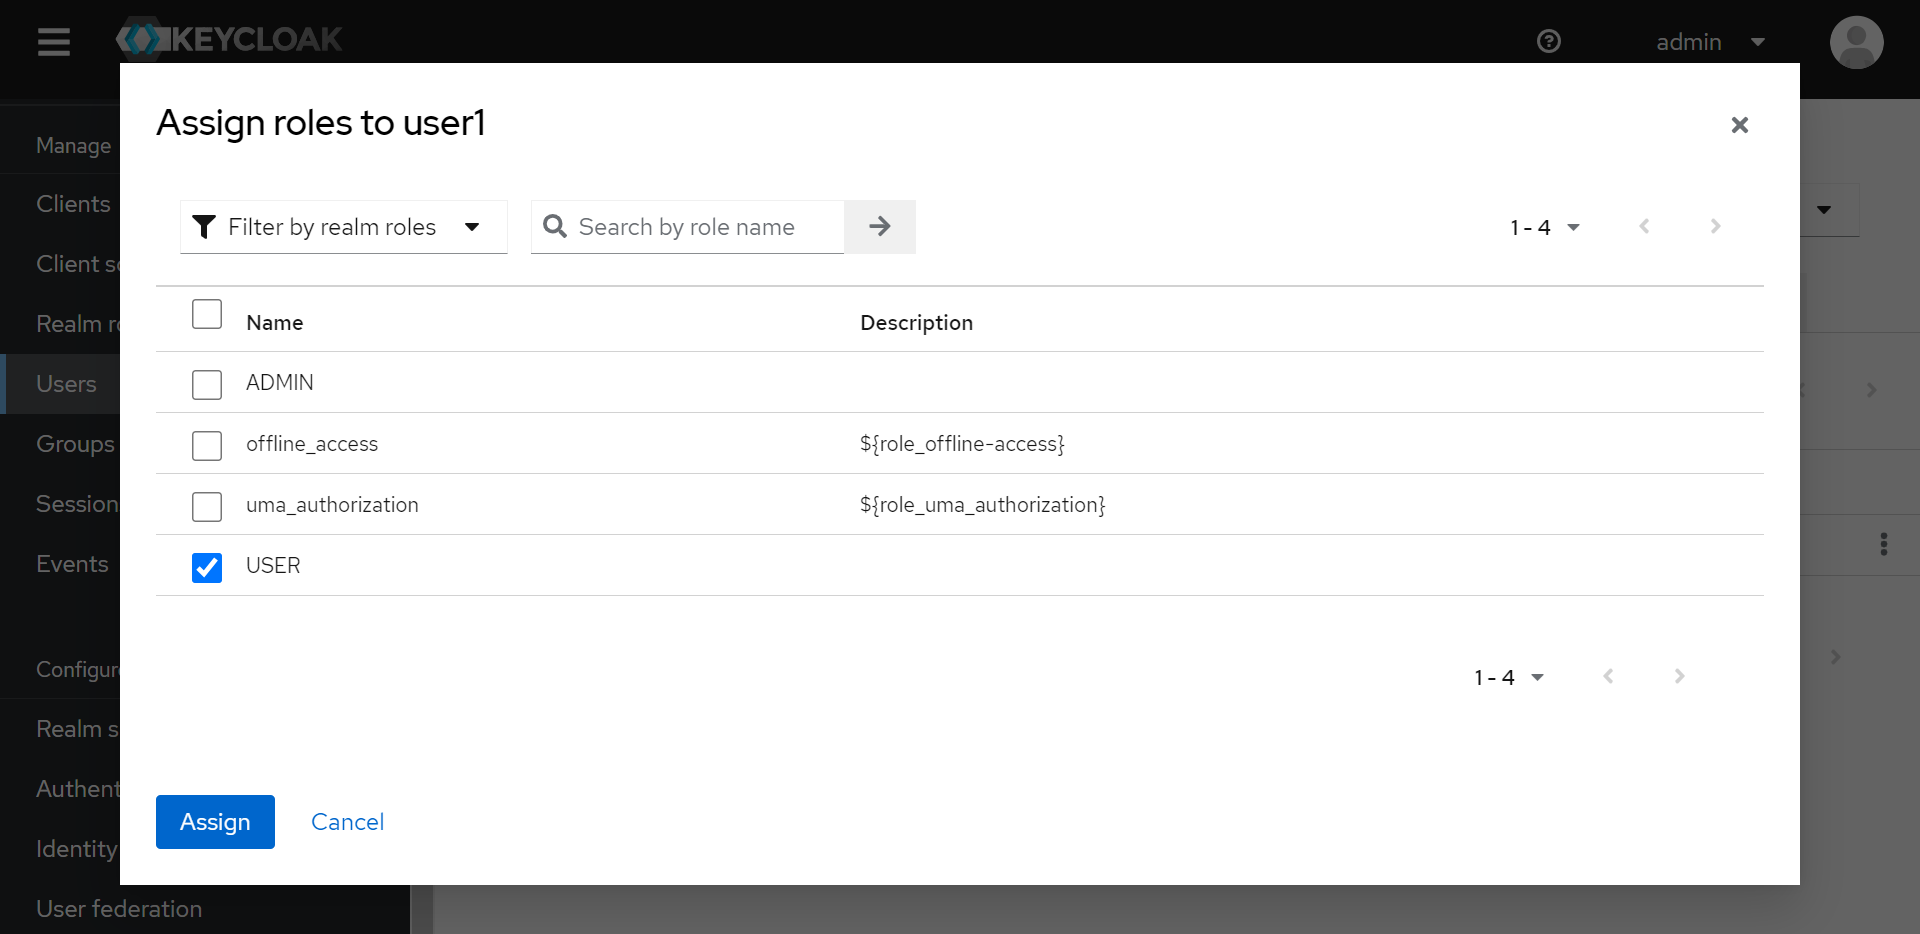 KEYCLOAK
admin
Manage
Clients
Client s
Realm r
Users
Groups
Session
Events
Configur
Realm s
Authent
Identity
User federation
Assign roles to user1
Filter by realm roles
Search by role name
1 - 4
Name Description
ADMIN
offline_access ${role_offline-access}
uma_authorization ${role_uma_authorization}
USER
1 - 4
Assign Cancel